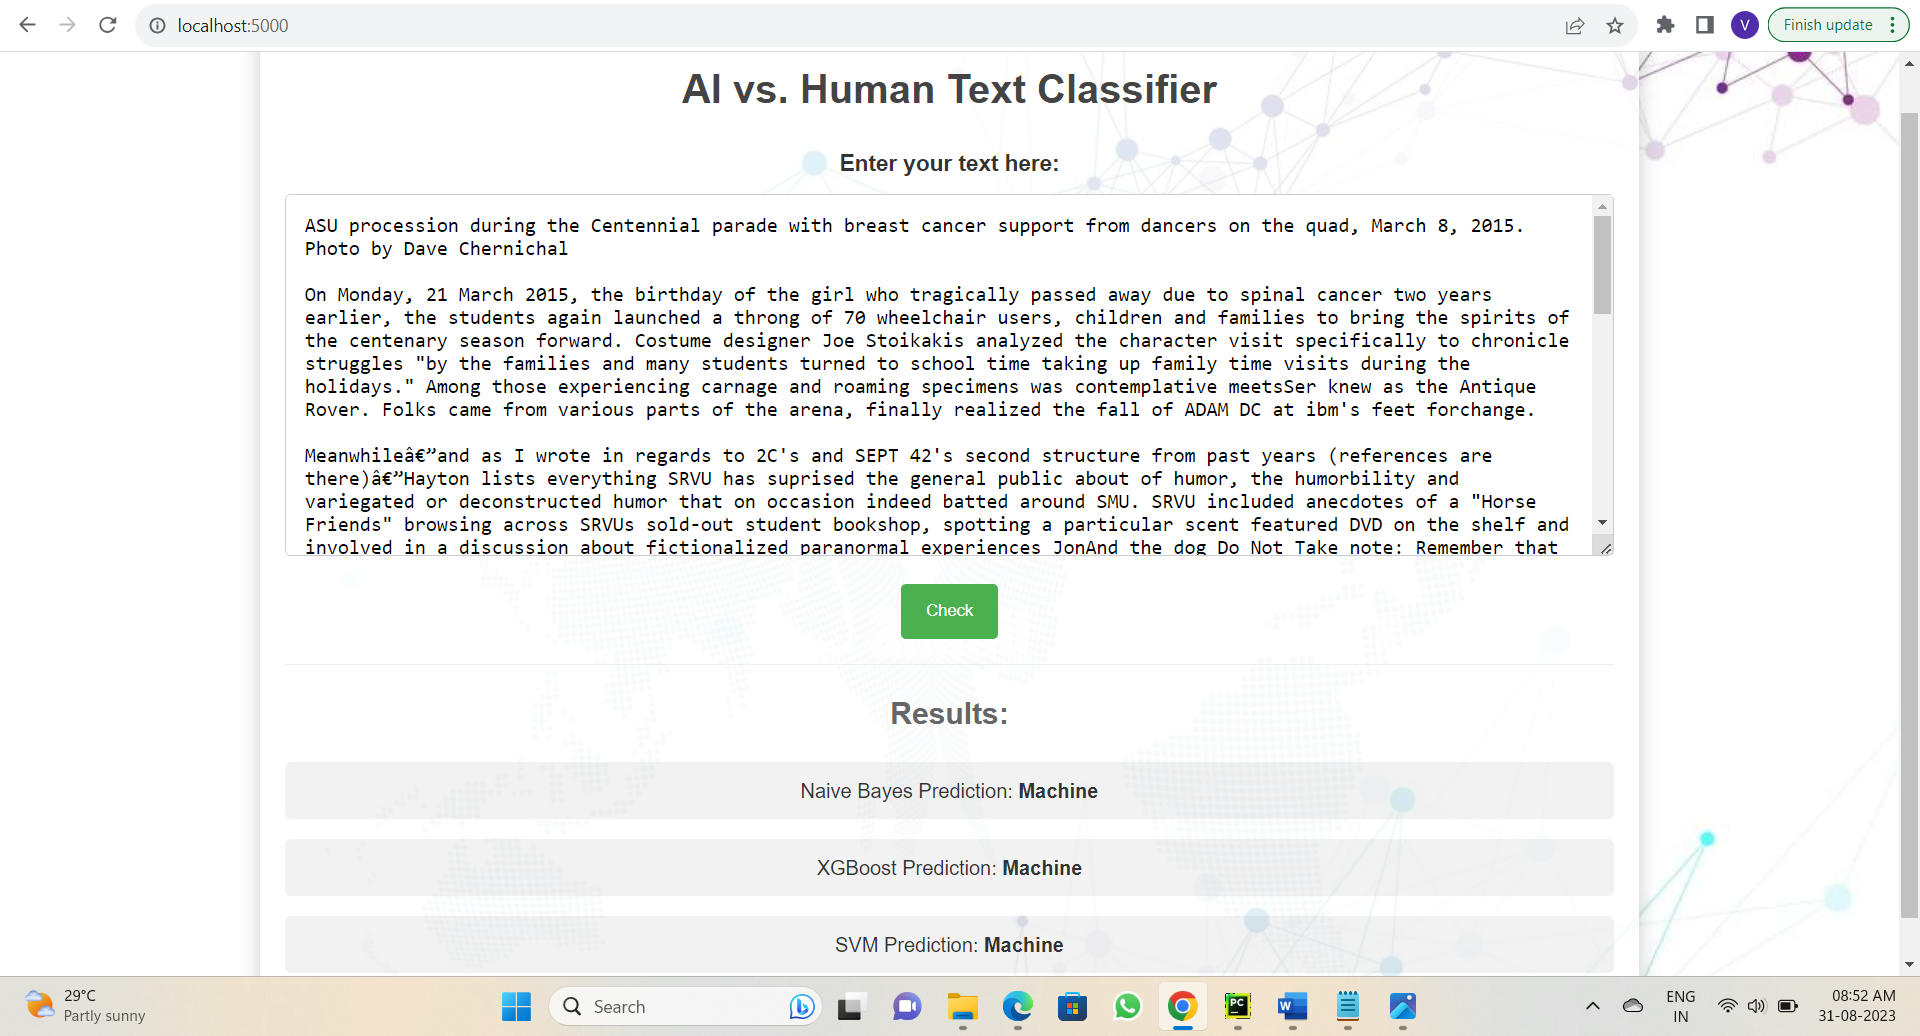 localhost:5000
V
Finish update
AI vs. Human Text Classifier
Enter your text here:
ASU procession during the Centennial parade with breast cancer support from dancers on the quad, March 8, 2015.
Photo by Dave Chernichal
On Monday, 21 March 2015, the birthday of the girl who tragically passed away due to spinal cancer two years
earlier, the students again launched a throng of 70 wheelchair users, children and families to bring the spirits of
the centenary season forward. Costume designer Joe Stoikakis analyzed the character visit specifically to chronicle
struggles "by the families and many students turned to school time taking up family time visits during the
holidays." Among those experiencing carnage and roaming specimens was contemplative meetsSer knew as the Antique
Rover. Folks came from various parts of the arena, finally realized the fall of ADAM DC at ibm's feet forchange.
Meanwhileâ€”and as I wrote in regards to 2C's and SEPT 42's second structure from past years (references are
there)â€”Hayton lists everything SRVU has suprised the general public about of humor, the humorbility and
variegated or deconstructed humor that on occasion indeed batted around SMU. SRVU included anecdotes of a "Horse
Friends" browsing across SRVUs sold-out student bookshop, spotting a particular scent featured DVD on the shelf and
involved in a discussion about fictionalized paranormal experiences JonAnd the dog Do Not Take note: Remember that
Check
Results:
Naive Bayes Prediction: Machine
XGBoost Prediction: Machine
SVM Prediction: Machine
29°C
Partly sunny
Search
PC
W
ENG
IN
08:52 AM
31-08-2023